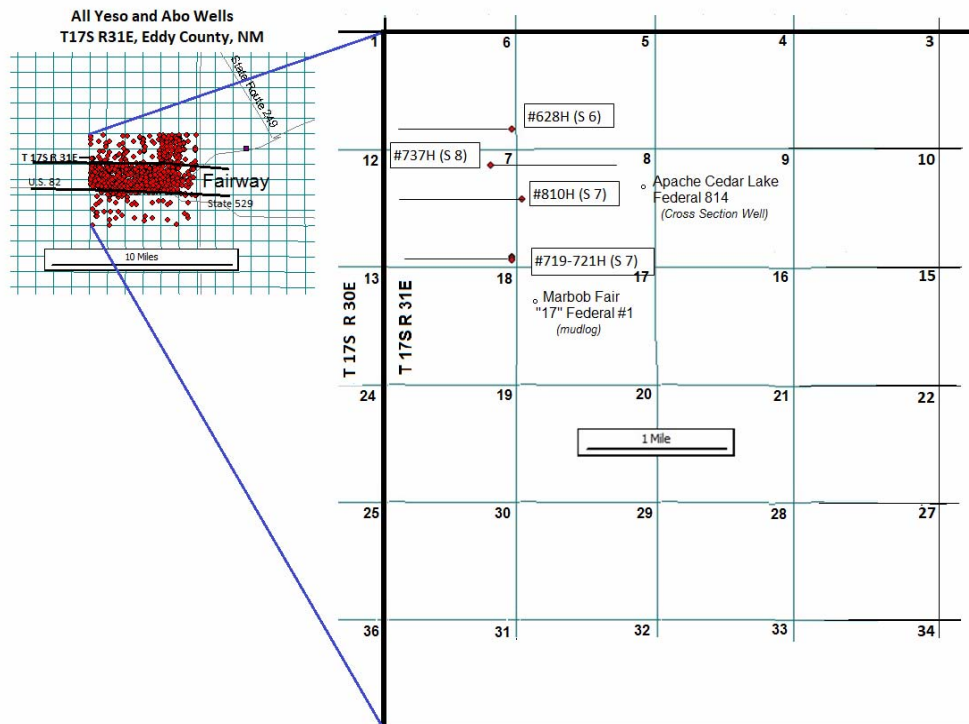 All Yeso and Abo Wells
T17S R31E, Eddy County, NM
State Route 249
T 17S R 31E
U.S. 82
Fairway
State 529
10 Miles
1
6
5
4
3
#628H (S 6)
12
#737H (S 8)
7
8
9
10
#810H (S 7)
Apache Cedar Lake
Federal 814
(Cross Section Well)
#719-721H (S 7)
13
18
17
16
15
Marbob Fair
"17" Federal #1
(mudlog)
T 17S R 30E
T 17S R 31E
24
19
20
21
22
1 Mile
25
30
29
28
27
36
31
32
33
34